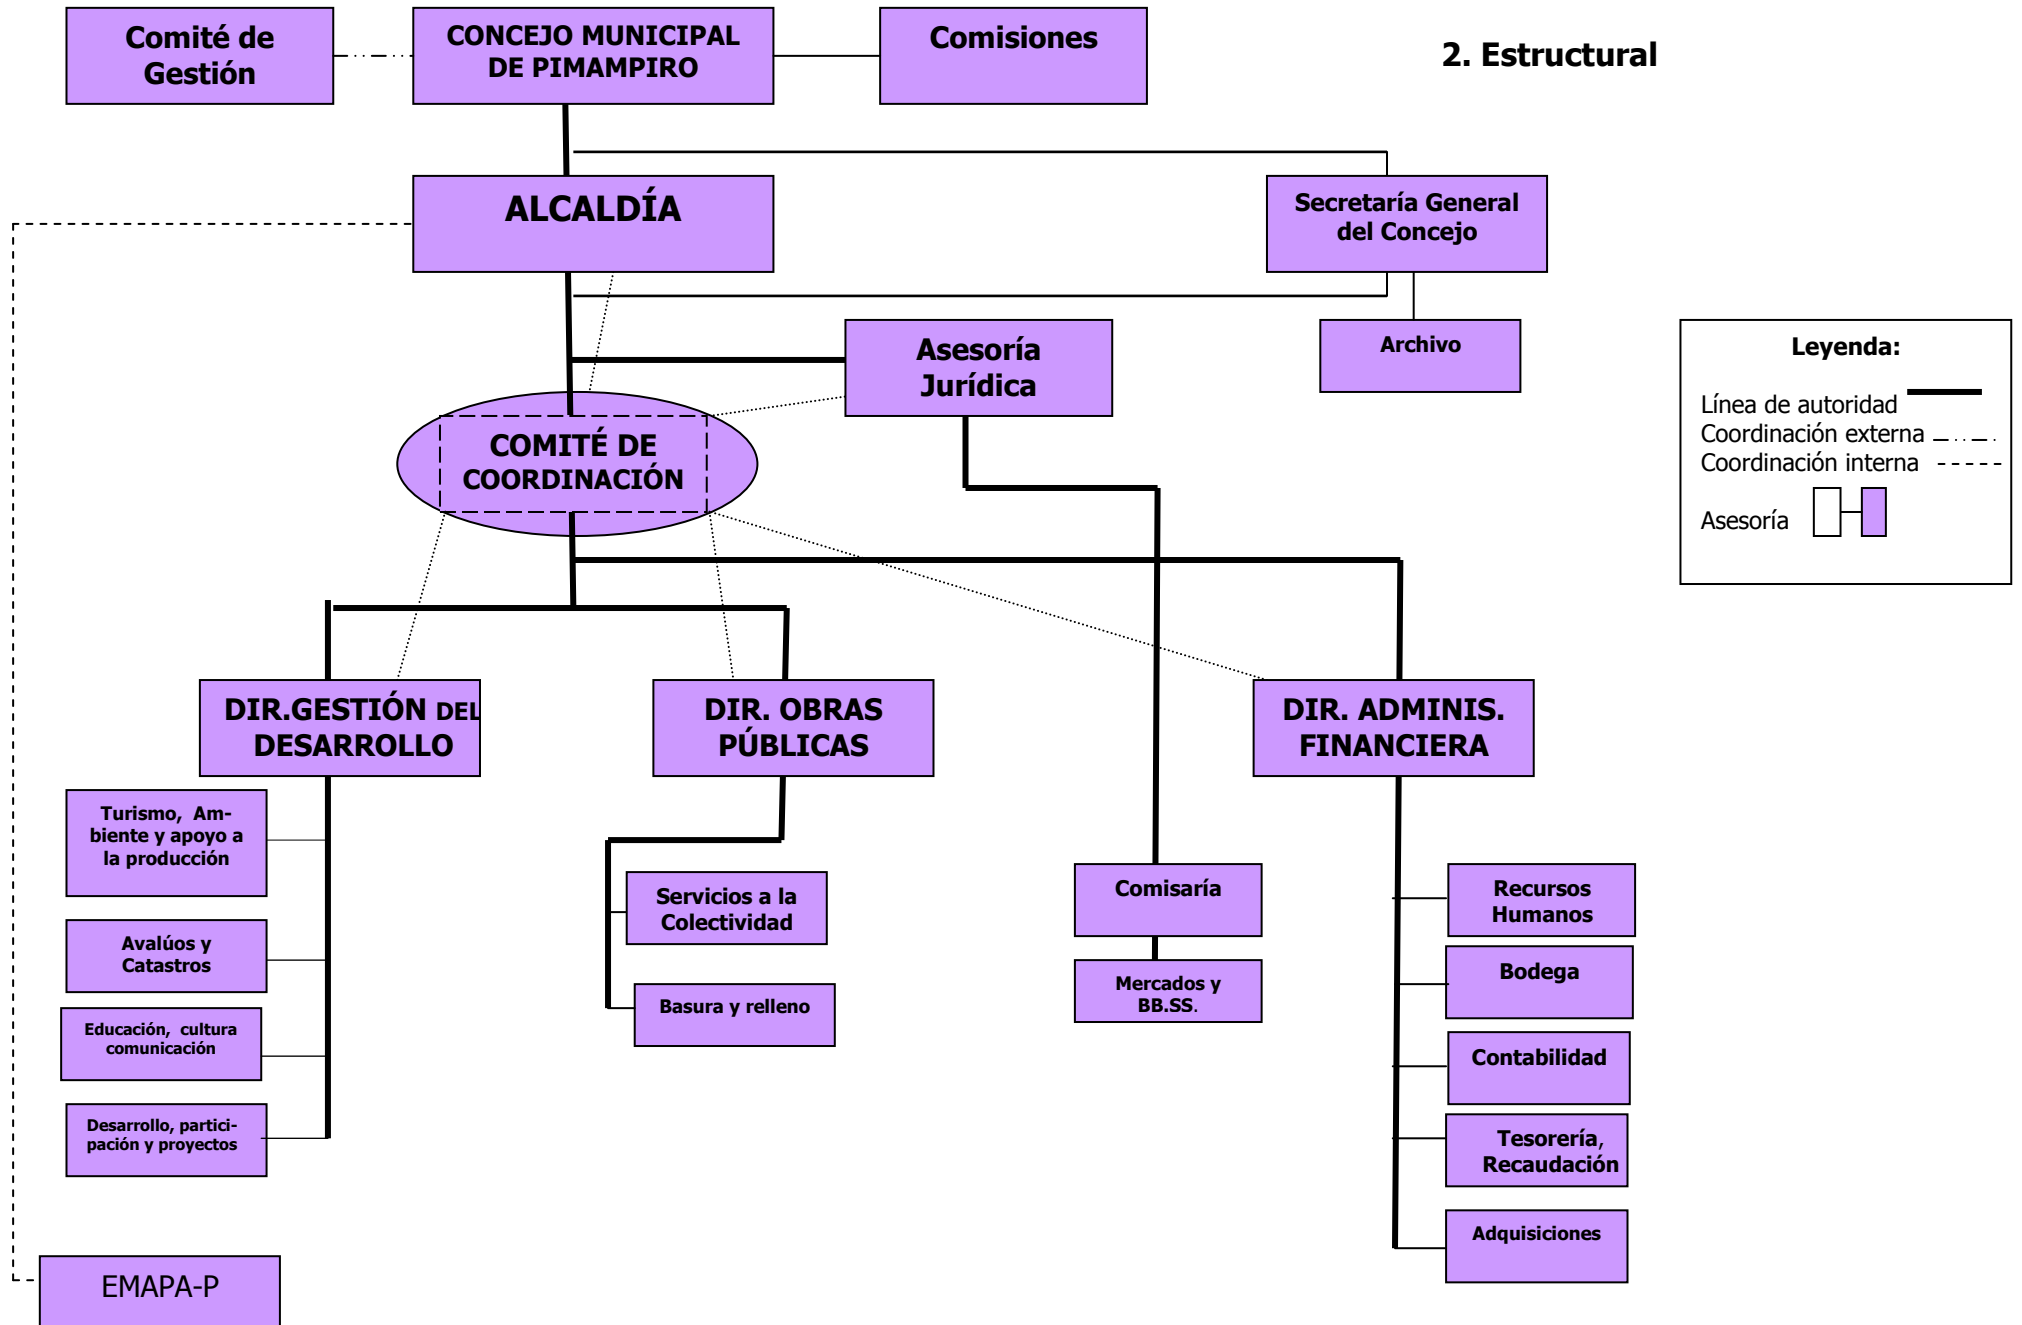 Comité de
Gestión
CONCEJO MUNICIPAL
DE PIMAMPIRO
Comisiones
2. Estructural
ALCALDÍA
Secretaría General
del Concejo
Archivo
Asesoría
Jurídica
Leyenda:
Línea de autoridad
Coordinación externa
Coordinación interna
Asesoría
COMITÉ DE
COORDINACIÓN
DIR.GESTIÓN DEL
DESARROLLO
DIR. OBRAS
PÚBLICAS
DIR. ADMINIS.
FINANCIERA
Turismo, Am-
biente y apoyo a
la producción
Avalúos y
Catastros
Educación, cultura
comunicación
Desarrollo, partici-
pación y proyectos
Servicios a la
Colectividad
Basura y relleno
Comisaría
Mercados y
BB.SS.
Recursos
Humanos
Bodega
Contabilidad
Tesorería,
Recaudación
Adquisiciones
EMAPA-P